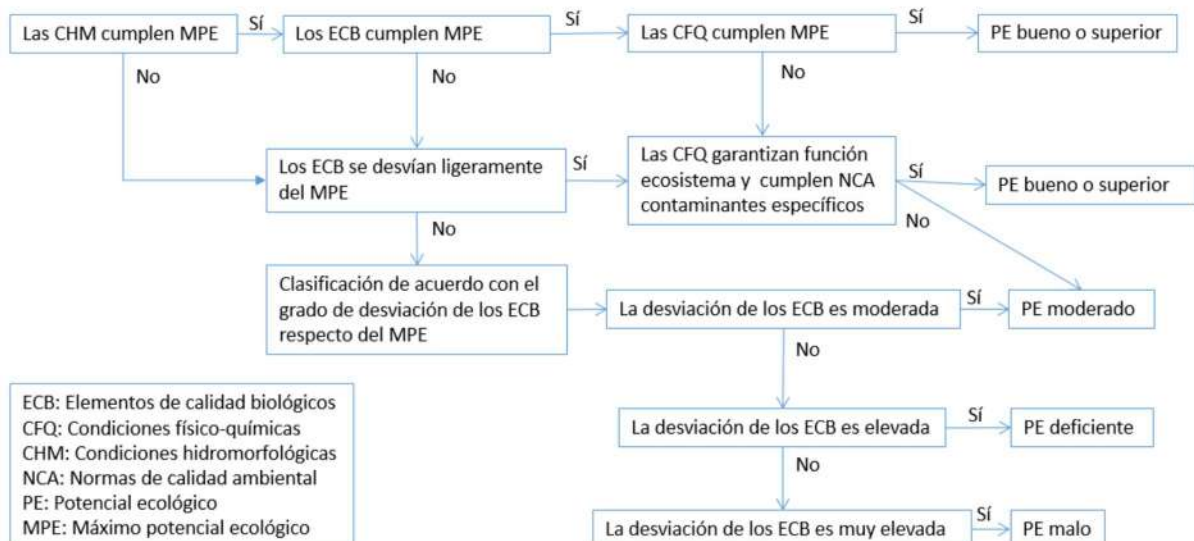 Las CHM cumplen MPE
Sí
Los ECB cumplen MPE
Sí
Las CFQ cumplen MPE
Sí
PE bueno o superior
No
No
No
Los ECB se desvían ligeramente
del MPE
Sí
Las CFQ garantizan función
ecosistema y cumplen NCA
contaminantes específicos
Sí
PE bueno o superior
No
No
Clasificación de acuerdo con el
grado de desviación de los ECB
respecto del MPE
La desviación de los ECB es moderada
Sí
PE moderado
No
La desviación de los ECB es elevada
Sí
PE deficiente
No
La desviación de los ECB es muy elevada
Sí
PE malo
ECB: Elementos de calidad biológicos
CFQ: Condiciones físico-químicas
CHM: Condiciones hidromorfológicas
NCA: Normas de calidad ambiental
PE: Potencial ecológico
MPE: Máximo potencial ecológico